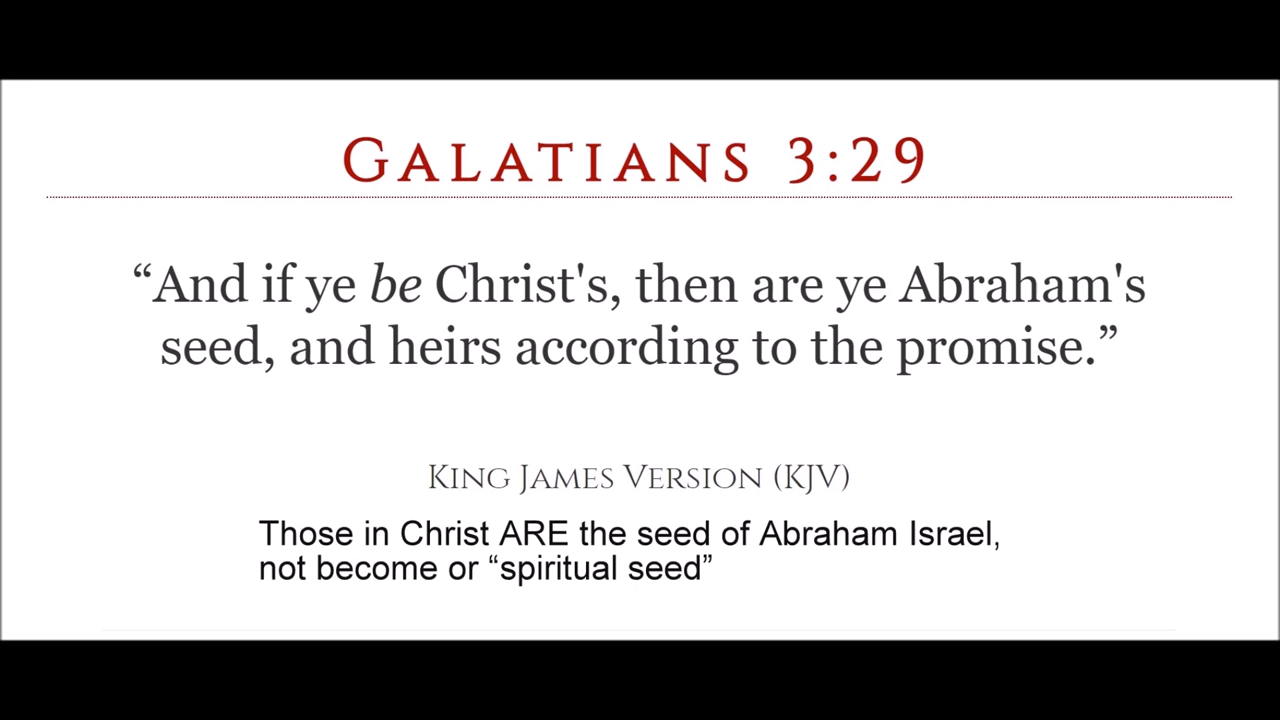 GALATIANS 3:29
“And if ye be Christ's, then are ye Abraham's
seed, and heirs according to the promise.”
KING JAMES VERSION (KJV)
Those in Christ ARE the seed of Abraham Israel,
not become or “spiritual seed”